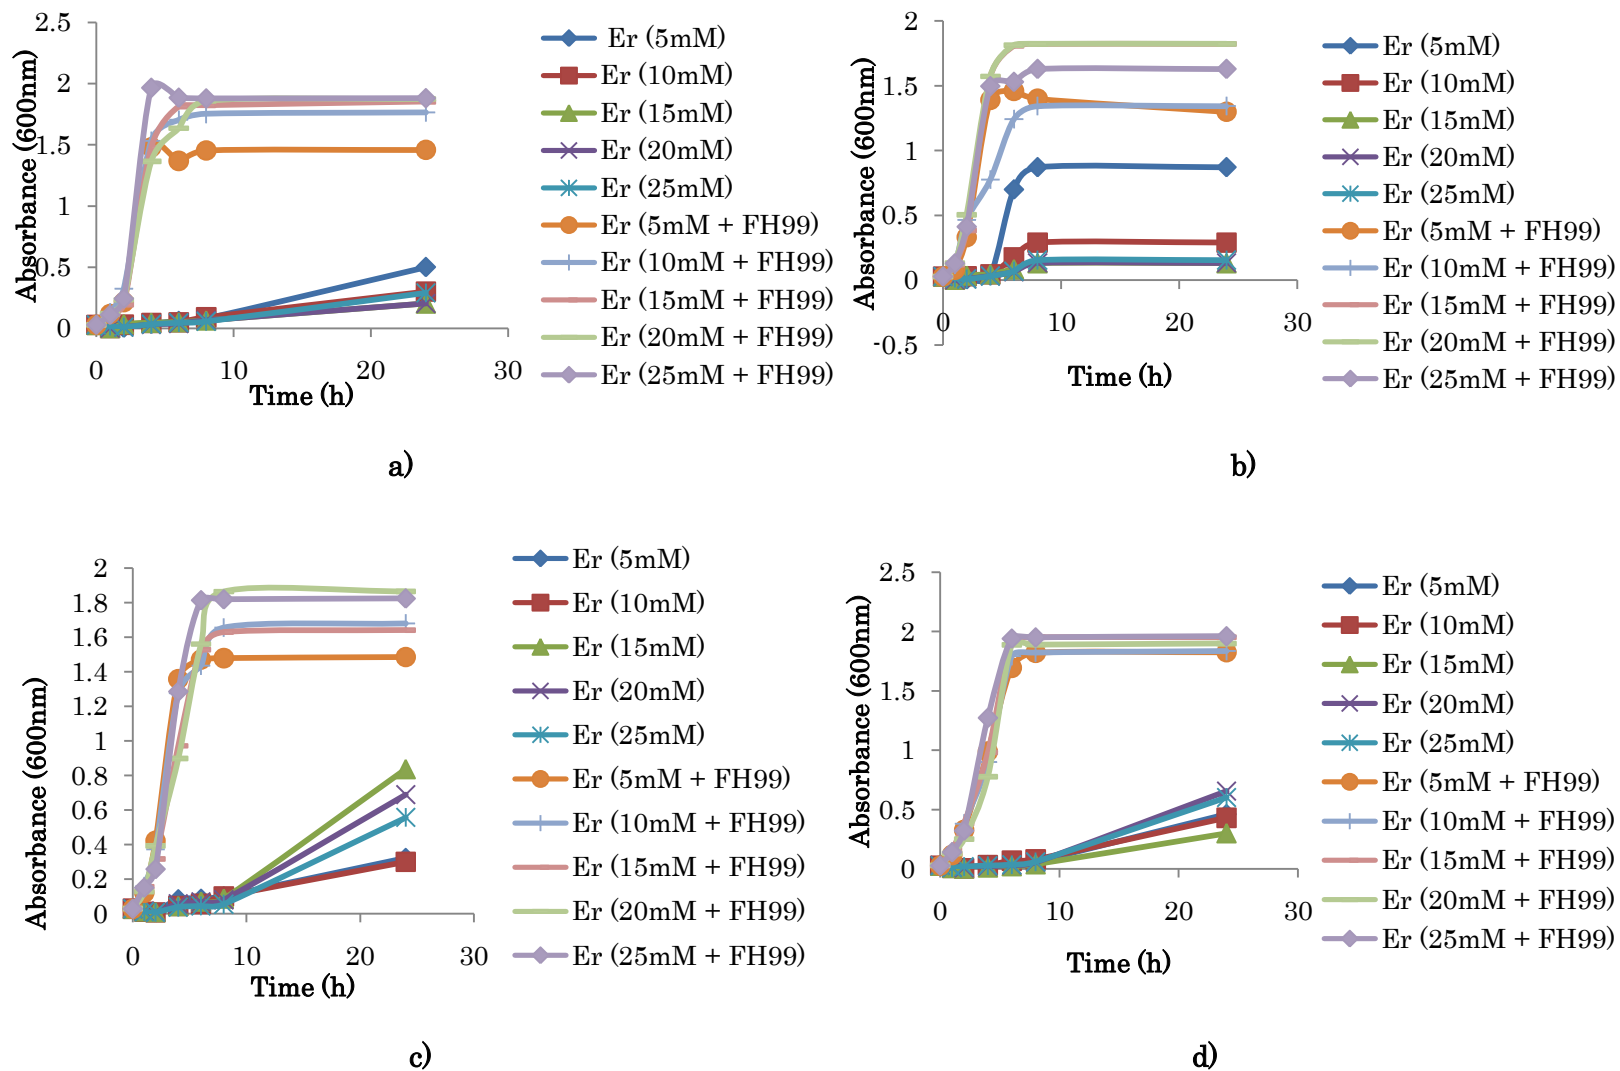 2.5
2
1.5
1
0.5
0
0 10 20 30
Absorbance (600nm)
Time (h)
Er (5mM)
Er (10mM)
Er (15mM)
Er (20mM)
Er (25mM)
Er (5mM + FH99)
Er (10mM + FH99)
Er (15mM + FH99)
Er (20mM + FH99)
Er (25mM + FH99)
a)
2
1.5
1
0.5
0
-0.5
0 10 20 30
Absorbance (600nm)
Time (h)
Er (5mM)
Er (10mM)
Er (15mM)
Er (20mM)
Er (25mM)
Er (5mM + FH99)
Er (10mM + FH99)
Er (15mM + FH99)
Er (20mM + FH99)
Er (25mM + FH99)
b)
2
1.8
1.6
1.4
1.2
1
0.8
0.6
0.4
0.2
0
0 10 20 30
Absorbance (600nm)
Time (h)
Er (5mM)
Er (10mM)
Er (15mM)
Er (20mM)
Er (25mM)
Er (5mM + FH99)
Er (10mM + FH99)
Er (15mM + FH99)
Er (20mM + FH99)
Er (25mM + FH99)
c)
2.5
2
1.5
1
0.5
0
0 10 20 30
Absorbance (600nm)
Time (h)
Er (5mM)
Er (10mM)
Er (15mM)
Er (20mM)
Er (25mM)
Er (5mM + FH99)
Er (10mM + FH99)
Er (15mM + FH99)
Er (20mM + FH99)
Er (25mM + FH99)
d)